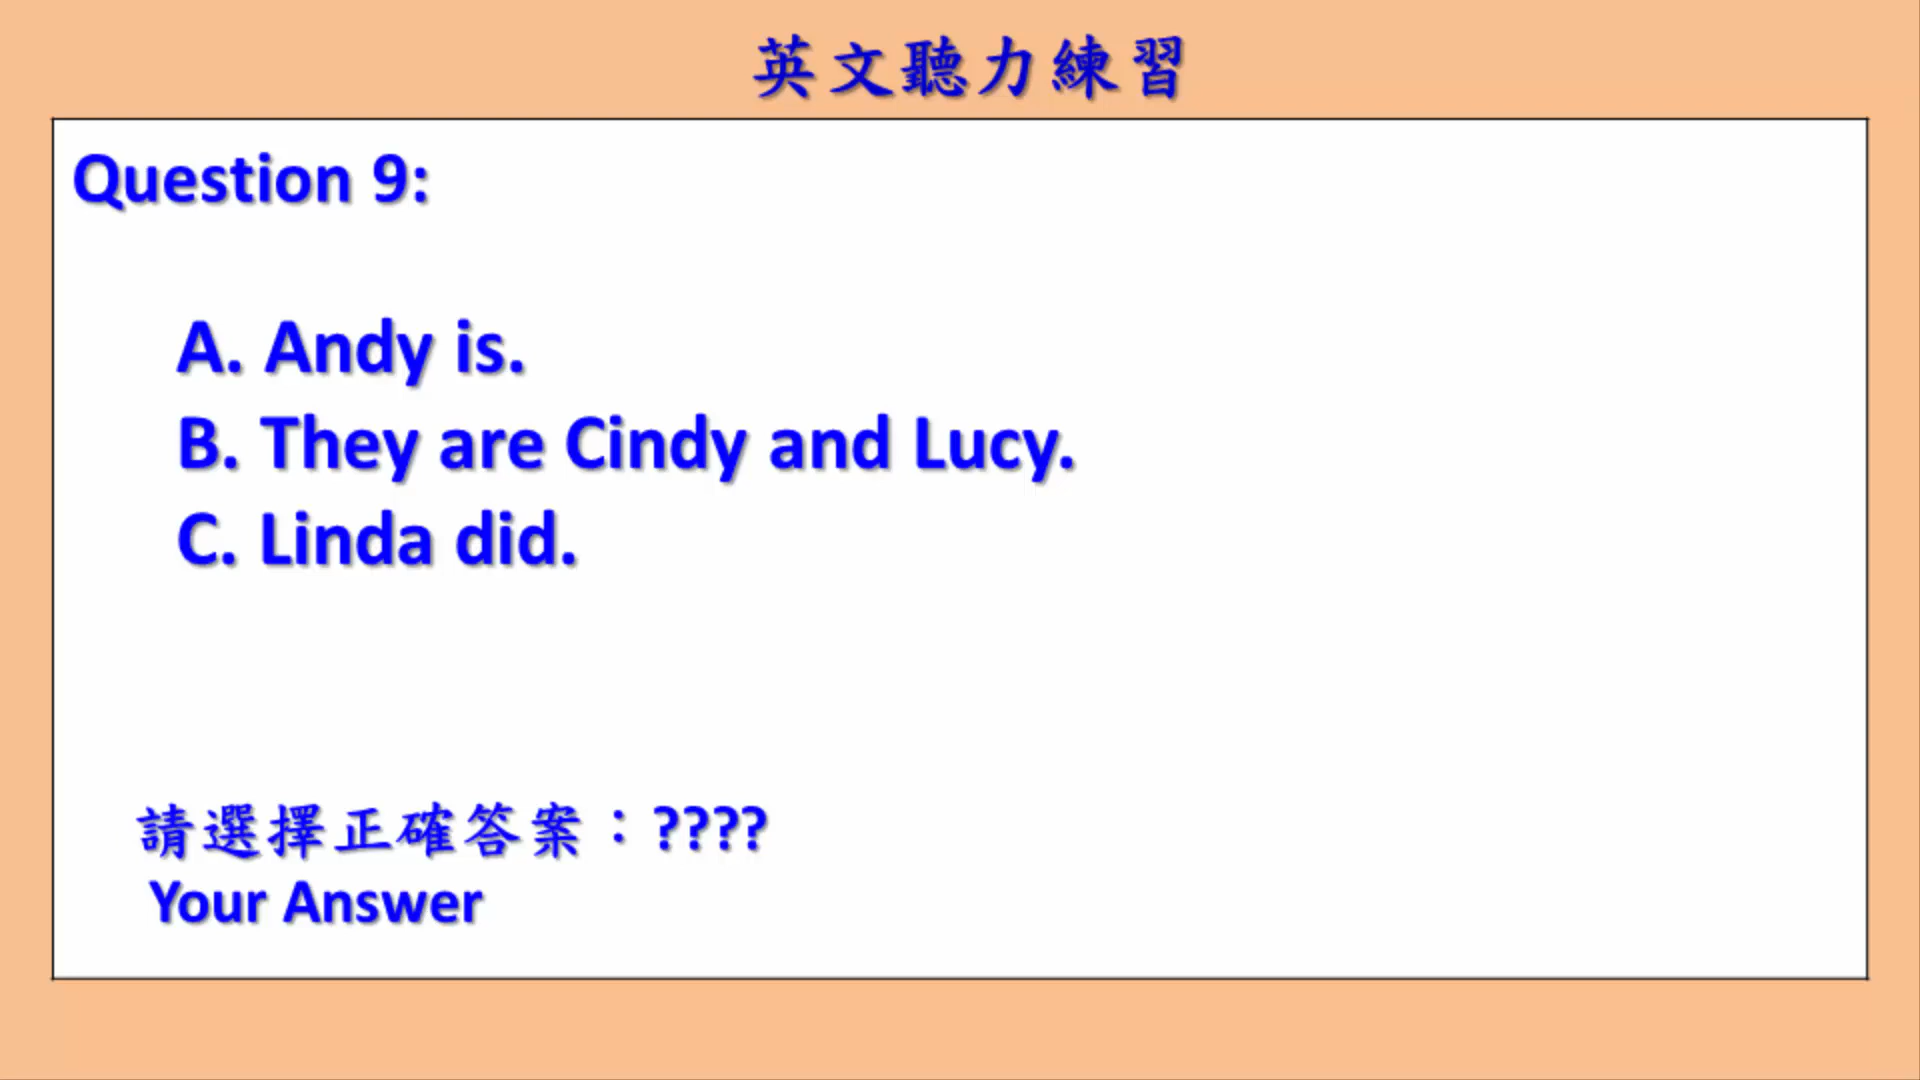 英文聽力練習
Question 9:
A. Andy is.
B. They are Cindy and Lucy.
C. Linda did.
請選擇正確答案：????
Your Answer